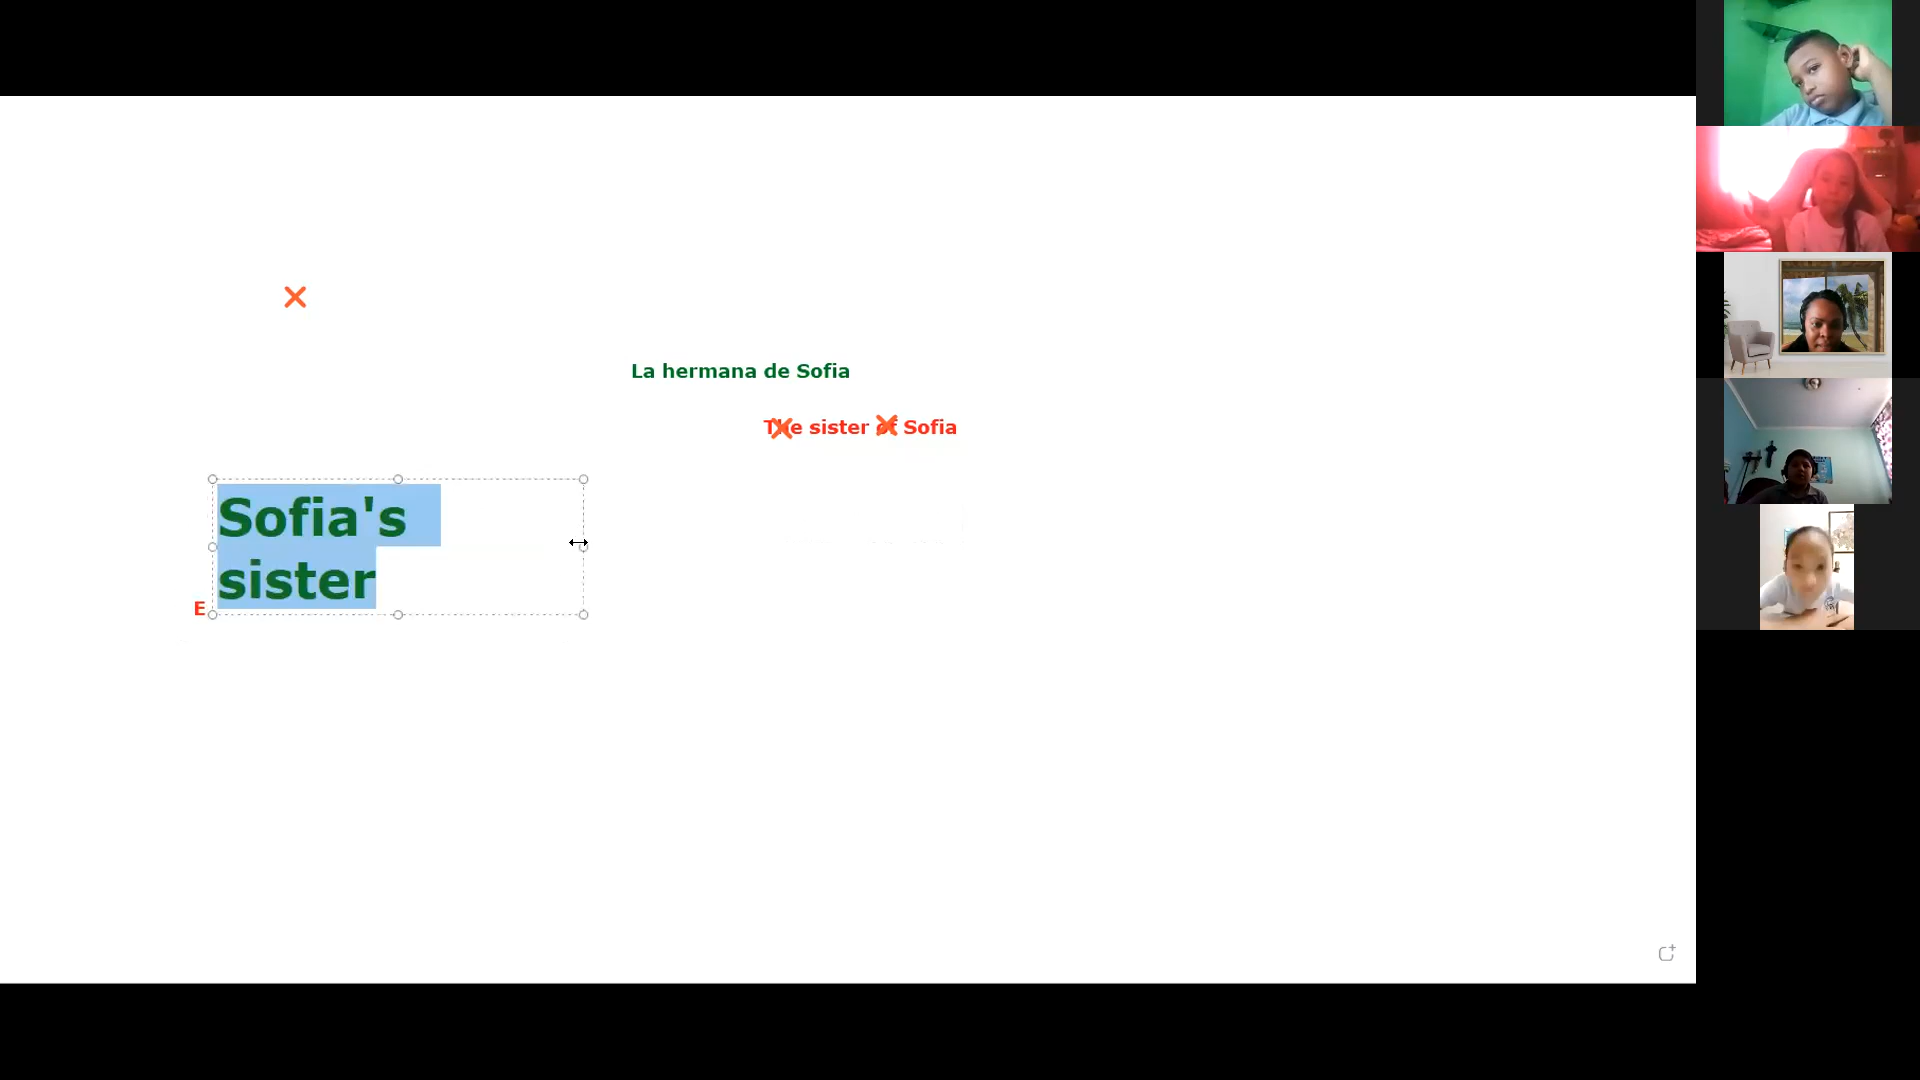 La hermana de Sofia
The sister of Sofia
Sofia's
sister
E